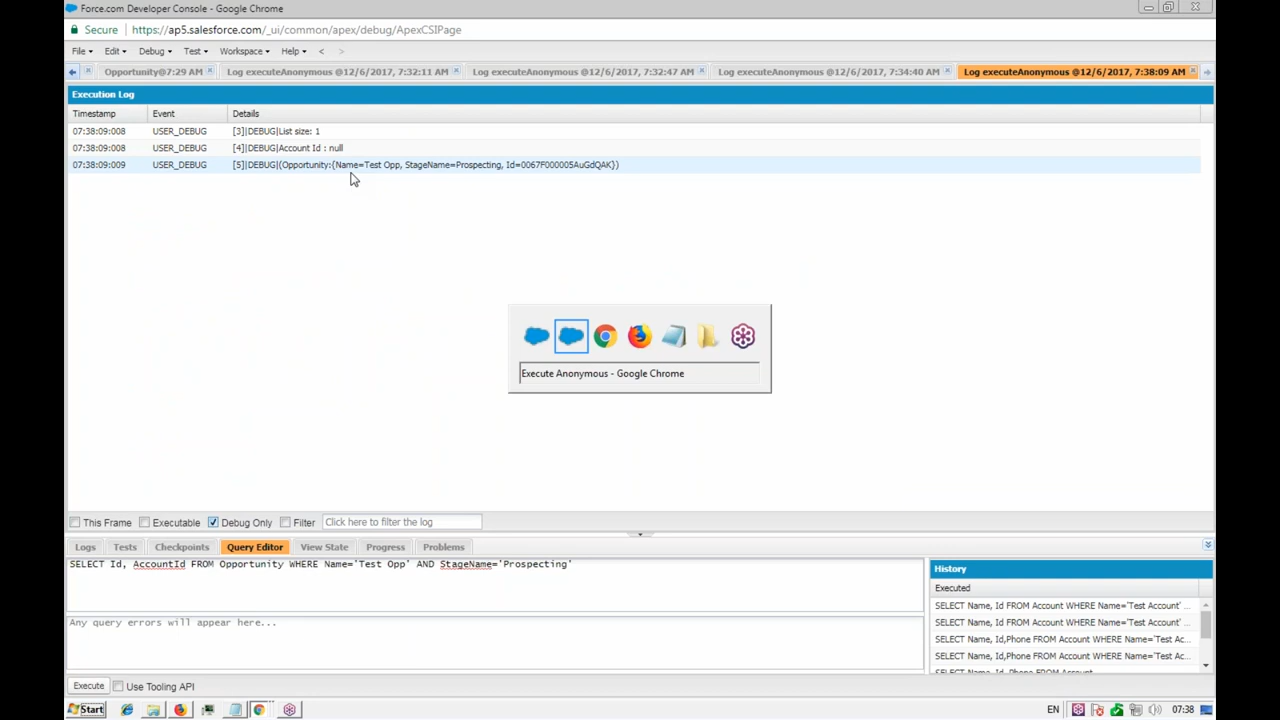 Force.com Developer Console - Google Chrome
Secure https://ap5.salesforce.com/_ui/common/apex/debug/ApexCSIPage
File Edit Debug Test Workspace Help < >
Opportunity@7:29 AM Log executeAnonymous @12/6/2017, 7:32:11 AM Log executeAnonymous @12/6/2017, 7:32:47 AM Log executeAnonymous @12/6/2017, 7:34:40 AM Log executeAnonymous @12/6/2017, 7:38:09 AM
Execution Log
Timestamp Event Details
07:38:09:008 USER_DEBUG [3]|DEBUG|List size: 1
07:38:09:008 USER_DEBUG [4]|DEBUG|Account Id : null
07:38:09:009 USER_DEBUG [5]|DEBUG|(Opportunity:{Name=Test Opp, StageName=Prospecting, Id=0067F000005AuGdQAK})
Execute Anonymous - Google Chrome
This Frame Executable Debug Only Filter Click here to filter the log
Logs Tests Checkpoints Query Editor View State Progress Problems
SELECT Id, AccountId FROM Opportunity WHERE Name='Test Opp' AND StageName='Prospecting'
Any query errors will appear here...
History
Executed
SELECT Name, Id FROM Account WHERE Name='Test Account' ...
SELECT Name, Id FROM Account WHERE Name='Test Account' ...
SELECT Name, Id,Phone FROM Account WHERE Name='Test Ac...
SELECT Name, Id,Phone FROM Account WHERE Name='Test Ac...
SELECT Name, Id, Phone FROM Account
Execute Use Tooling API
Start EN 07:38